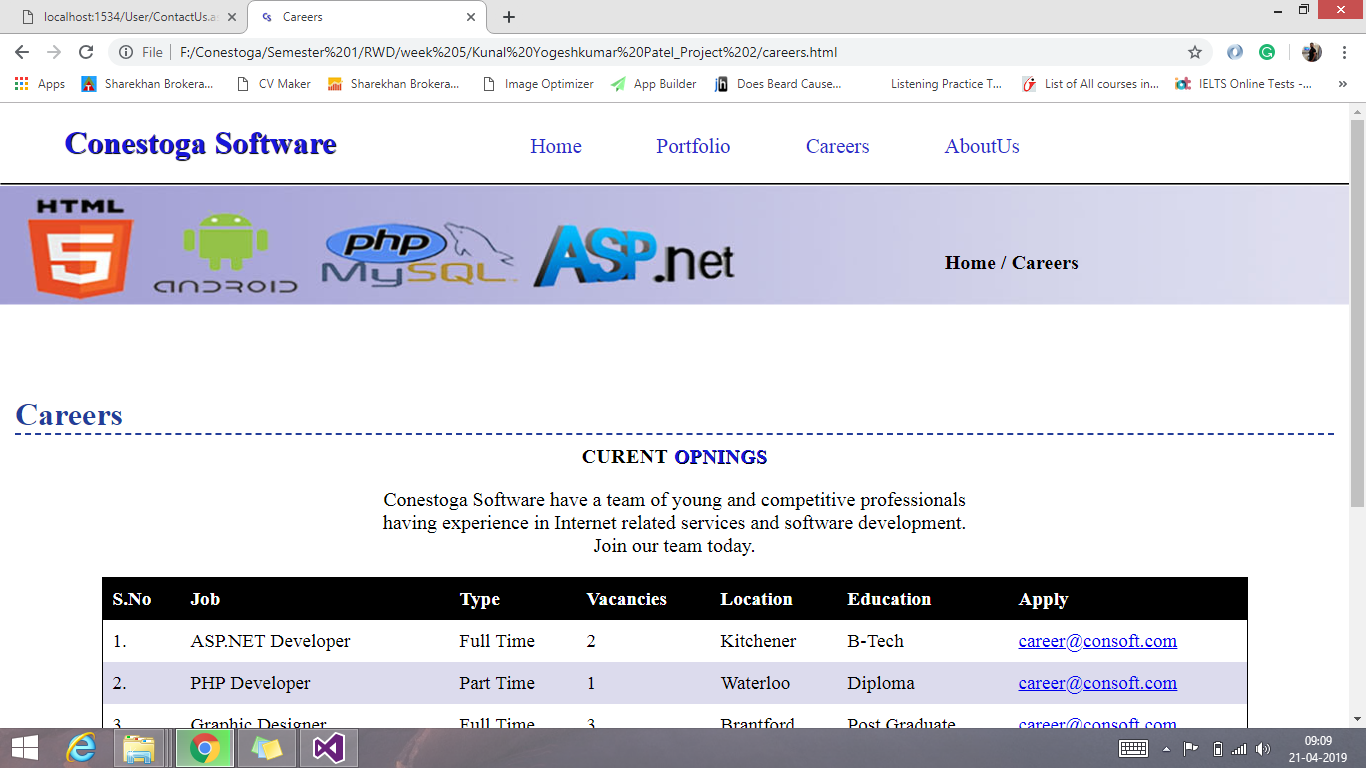 localhost:1534/User/ContactUs.as
Careers
File F:/Conestoga/Semester%201/RWD/week%205/Kunal%20Yogeshkumar%20Patel_Project%202/careers.html
Apps Sharekhan Brokera... CV Maker Sharekhan Brokera... Image Optimizer App Builder Does Beard Cause... Listening Practice T... List of All courses in... IELTS Online Tests -... »
Conestoga Software Home Portfolio Careers AboutUs
HTML 5
ANDROID
php MySQL
ASP.net
Home / Careers
Careers
CURENT OPNINGS
Conestoga Software have a team of young and competitive professionals
having experience in Internet related services and software development.
Join our team today.
S.No Job Type Vacancies Location Education Apply
1. ASP.NET Developer Full Time 2 Kitchener B-Tech career@consoft.com
2. PHP Developer Part Time 1 Waterloo Diploma career@consoft.com
3. Graphic Designer Full Time 3 Brantford Post Graduate career@consoft.com
09:09
21-04-2019